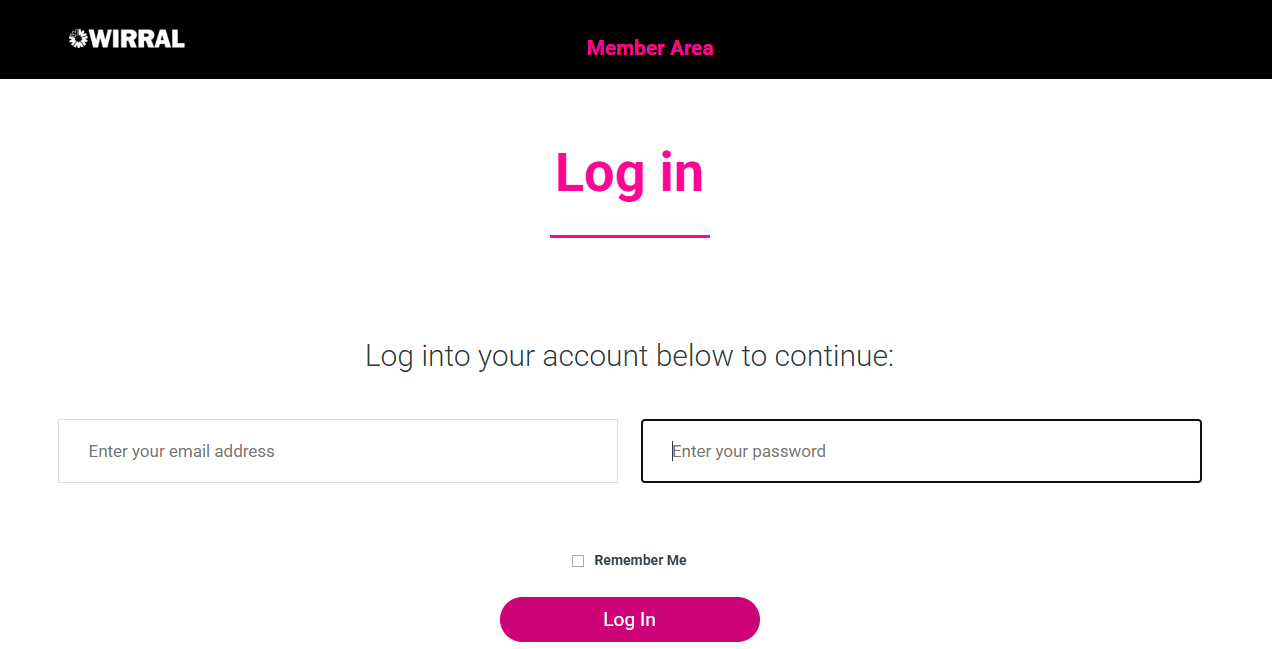 WIRRAL
Member Area
Log in
Log into your account below to continue:
Enter your email address
Enter your password
Remember Me
Log In